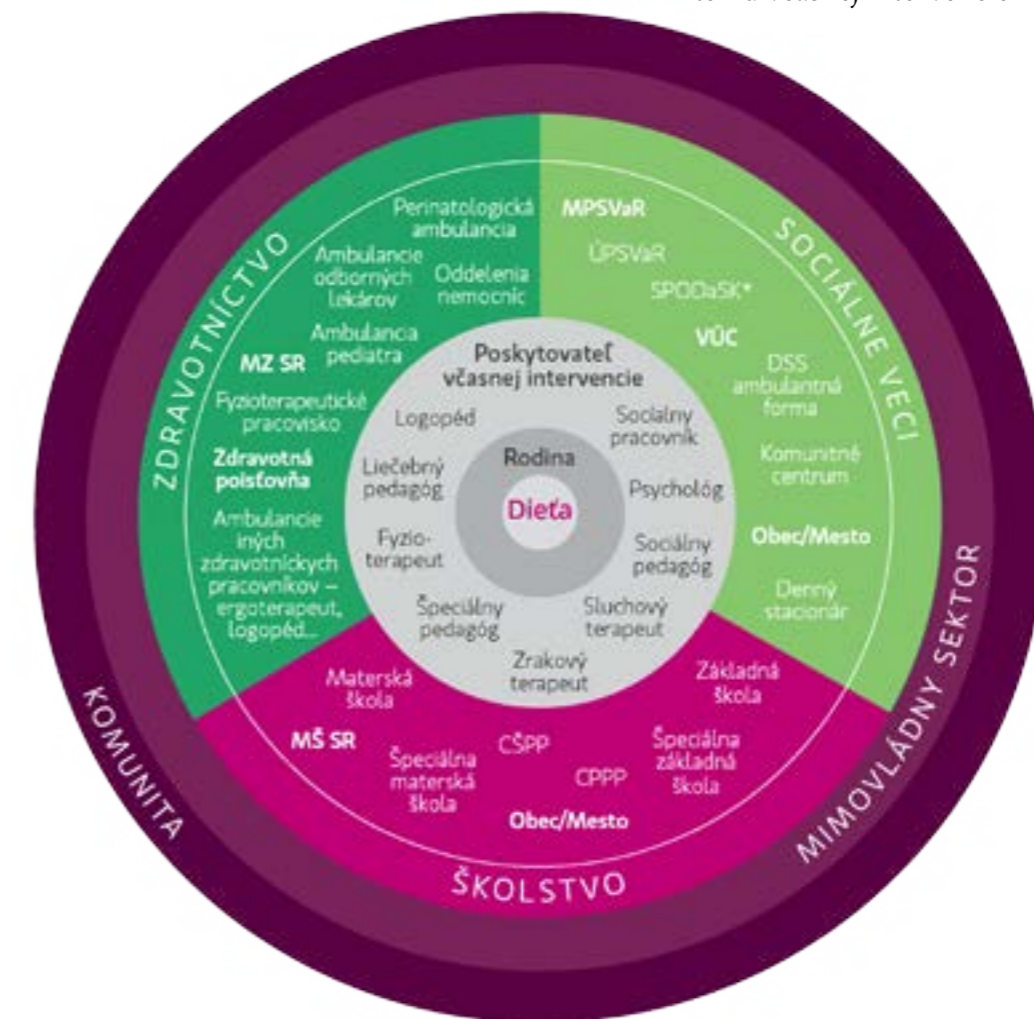 ZDRAVOTNÍCTVO
Perinatologická
ambulancia
Ambulancie
odborných
lekárov
Oddelenia
nemocníc
Ambulancia
pediatra
MZ SR
Fyzioterapeutické
pracovisko
Zdravotná
poisťovňa
Ambulancie
iných
zdravotníckych
pracovníkov –
ergoterapeut,
logopéd...
SOCIÁLNE VECI
MPSVaR
ÚPSVaR
SPODaSK*
VÚC
DSS
ambulantná
forma
Komunitné
centrum
Obec/Mesto
Denný
stacionár
Poskytovateľ
včasnej intervencie
Logopéd
Sociálny
pracovník
Liečebný
pedagóg
Psychológ
Fyzio-
terapeut
Sociálny
pedagóg
Špeciálny
pedagóg
Sluchový
terapeut
Zrakový
terapeut
Rodina
Dieťa
Materská
škola
Základná
škola
MŠ SR
Špeciálna
materská
škola
CŠPP
CPPP
Špeciálna
základná
škola
Obec/Mesto
ŠKOLSTVO
KOMUNITA
MIMOVLÁDNY SEKTOR